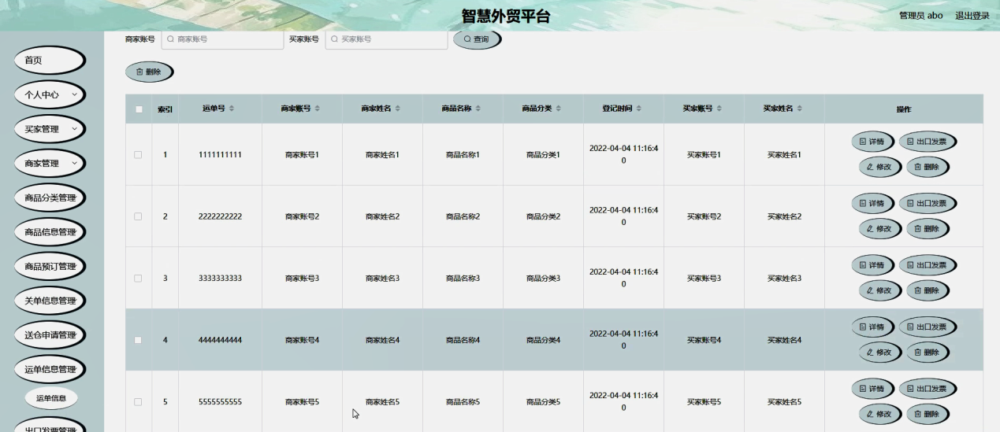 智慧外贸平台
管理员 abo 退出登录
商家账号 商家账号 买家账号 买家账号 查询
删除
首页
个人中心
买家管理
商家管理
商品分类管理
商品信息管理
商品预订管理
关单信息管理
送仓申请管理
运单信息管理
运单信息
出口发票管理
索引 运单号 商家账号 商家姓名 商品名称 商品分类 登记时间 买家账号 买家姓名 操作
1 1111111111 商家账号1 商家姓名1 商品名称1 商品分类1 2022-04-04 11:16:4
0 买家账号1 买家姓名1 详情 出口发票
修改 删除
2 2222222222 商家账号2 商家姓名2 商品名称2 商品分类2 2022-04-04 11:16:4
0 买家账号2 买家姓名2 详情 出口发票
修改 删除
3 3333333333 商家账号3 商家姓名3 商品名称3 商品分类3 2022-04-04 11:16:4
0 买家账号3 买家姓名3 详情 出口发票
修改 删除
4 4444444444 商家账号4 商家姓名4 商品名称4 商品分类4 2022-04-04 11:16:4
0 买家账号4 买家姓名4 详情 出口发票
修改 删除
5 5555555555 商家账号5 商家姓名5 商品名称5 商品分类5 2022-04-04 11:16:4
0 买家账号5 买家姓名5 详情 出口发票
修改 删除